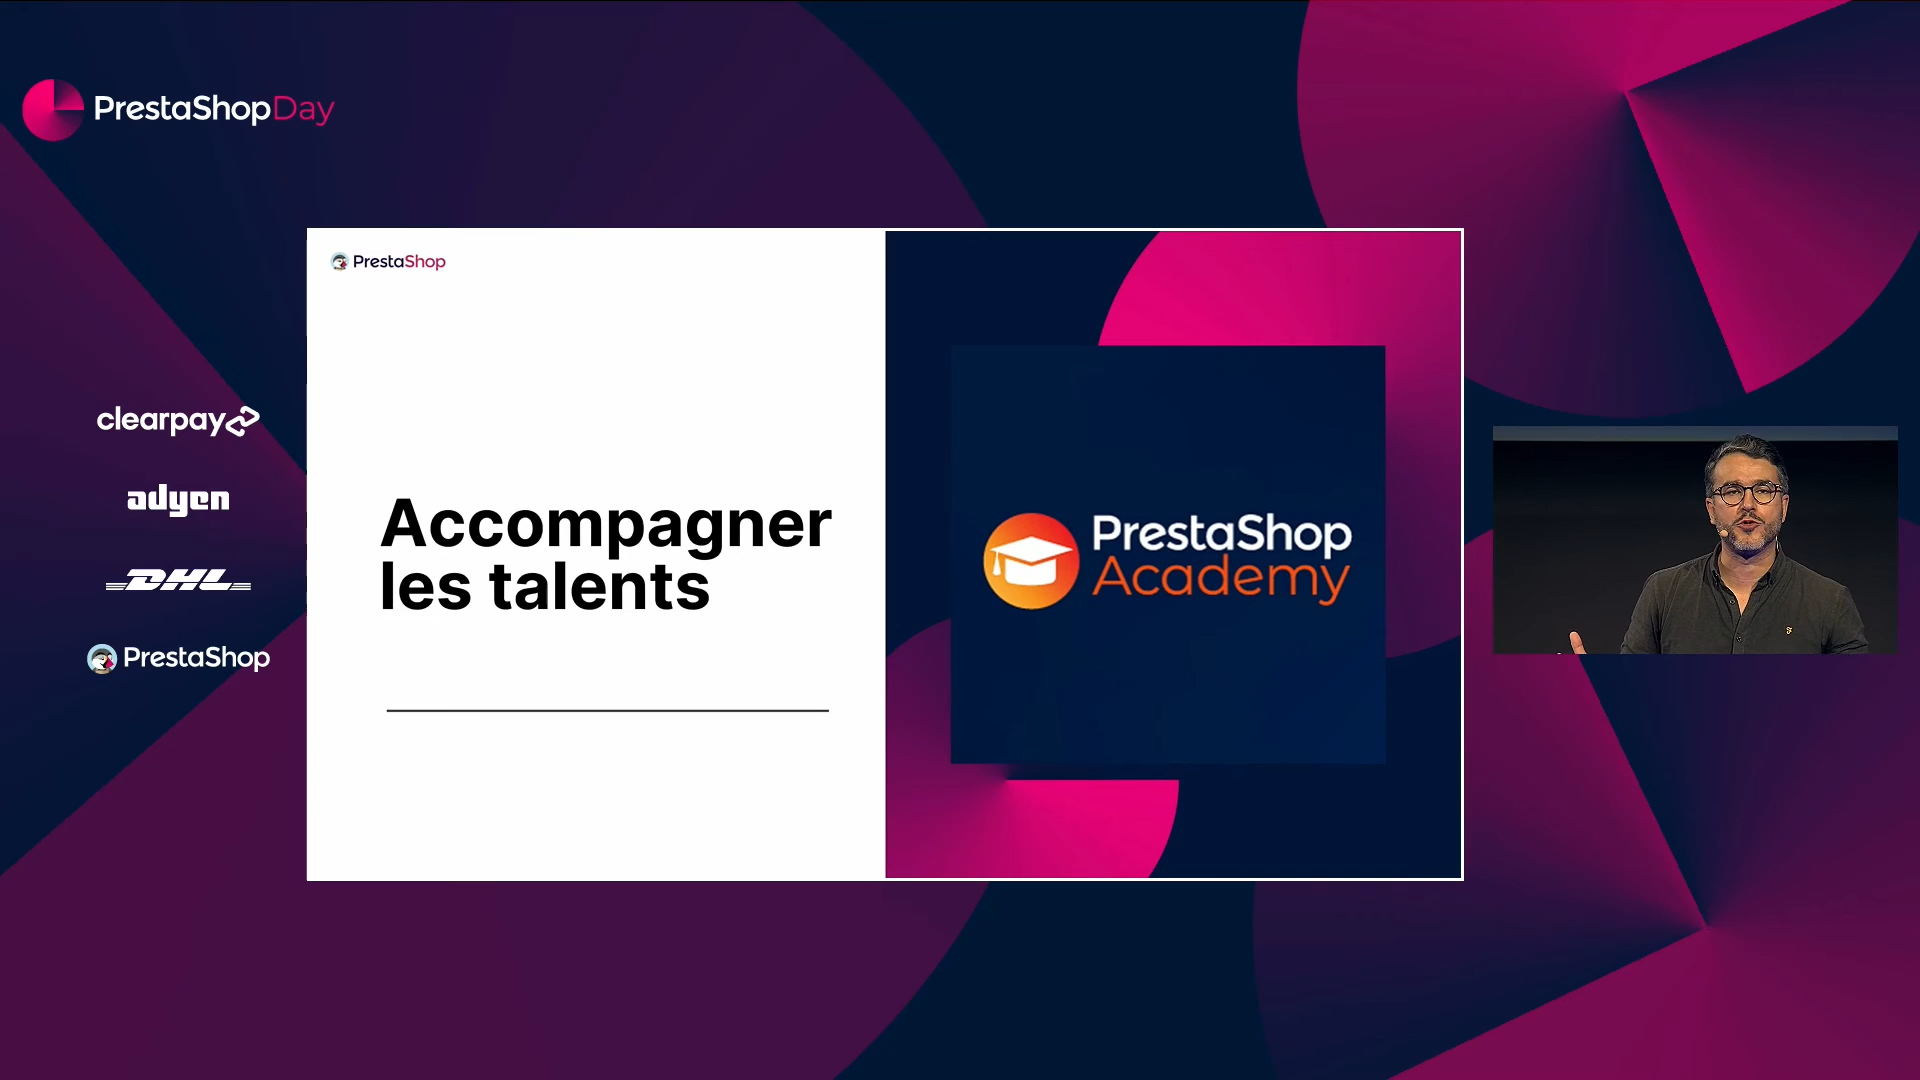 PrestaShopDay
clearpay
adyen
DHL
PrestaShop
PrestaShop
Accompagner
les talents
PrestaShop
Academy